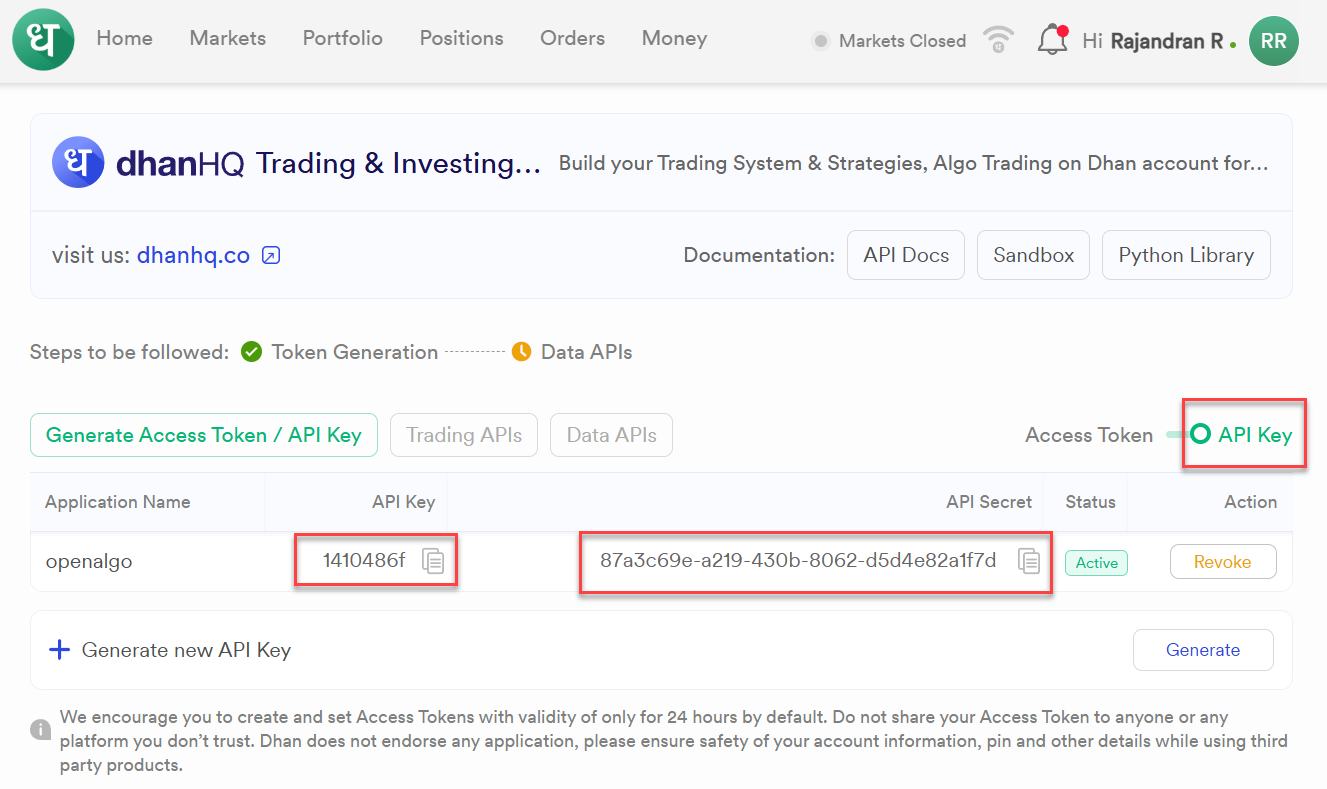 धT Home Markets Portfolio Positions Orders Money Markets Closed Hi Rajandran R RR
dhanHQ Trading & Investing... Build your Trading System & Strategies, Algo Trading on Dhan account for...
visit us: dhanhq.co Documentation: API Docs Sandbox Python Library
Steps to be followed: Token Generation Data APIs
Generate Access Token / API Key Trading APIs Data APIs Access Token API Key
Application Name API Key API Secret Status Action
openalgo 1410486f 87a3c69e-a219-430b-8062-d5d4e82a1f7d Active Revoke
+ Generate new API Key Generate
We encourage you to create and set Access Tokens with validity of only for 24 hours by default. Do not share your Access Token to anyone or any
platform you don’t trust. Dhan does not endorse any application, please ensure safety of your account information, pin and other details while using third
party products.